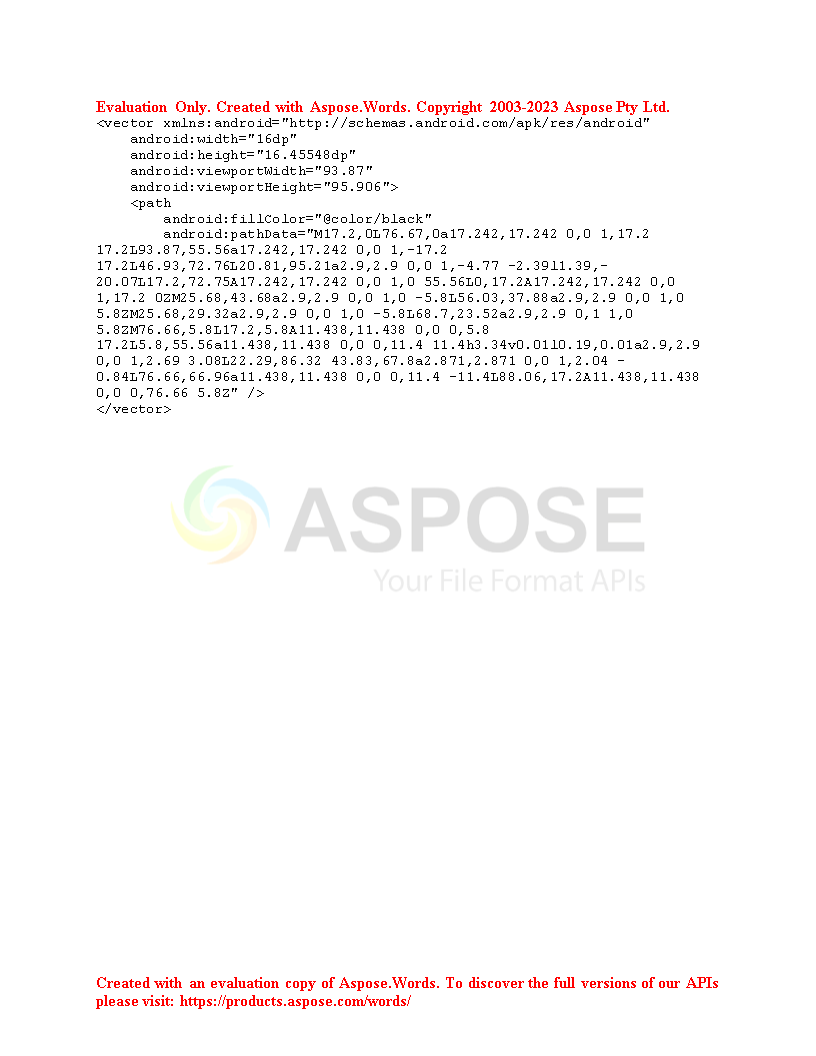 Evaluation Only. Created with Aspose.Words. Copyright 2003-2023 Aspose Pty Ltd.
<vector xmlns:android="http://schemas.android.com/apk/res/android"
    android:width="16dp"
    android:height="16.45548dp"
    android:viewportWidth="93.87"
    android:viewportHeight="95.906">
    <path
        android:fillColor="@color/black"
        android:pathData="M17.2,0L76.67,0a17.242,17.242 0,0 1,17.2
17.2L93.87,55.56a17.242,17.242 0,0 1,-17.2
17.2L46.93,72.76L20.81,95.21a2.9,2.9 0,0 1,-4.77 -2.39l1.39,-
20.07L17.2,72.75A17.242,17.242 0,0 1,0 55.56L0,17.2A17.242,17.242 0,0
1,17.2 0ZM25.68,43.68a2.9,2.9 0,0 1,0 -5.8L56.03,37.88a2.9,2.9 0,0 1,0
5.8ZM25.68,29.32a2.9,2.9 0,0 1,0 -5.8L68.7,23.52a2.9,2.9 0,1 1,0
5.8ZM76.66,5.8L17.2,5.8A11.438,11.438 0,0 0,5.8
17.2L5.8,55.56a11.438,11.438 0,0 0,11.4 11.4h3.34v0.01l0.19,0.01a2.9,2.9
0,0 1,2.69 3.08L22.29,86.32 43.83,67.8a2.871,2.871 0,0 1,2.04 -
0.84L76.66,66.96a11.438,11.438 0,0 0,11.4 -11.4L88.06,17.2A11.438,11.438
0,0 0,76.66 5.8Z" />
</vector>
ASPOSE
Your File Format APIs
Created with an evaluation copy of Aspose.Words. To discover the full versions of our APIs
please visit: https://products.aspose.com/words/